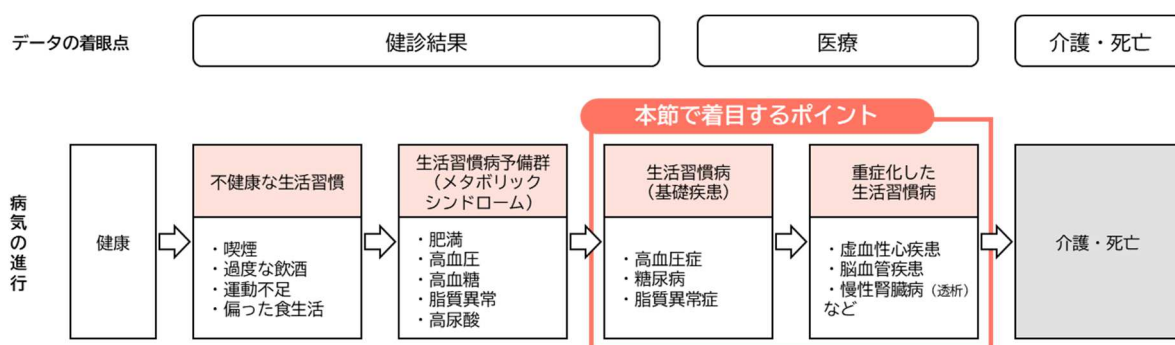 データの着眼点
健診結果
医療
介護・死亡
本節で着目するポイント
病気の進行
健康
不健康な生活習慣
・喫煙
・過度な飲酒
・運動不足
・偏った食生活
生活習慣病予備群
（メタボリック
シンドローム）
・肥満
・高血圧
・高血糖
・脂質異常
・高尿酸
生活習慣病
（基礎疾患）
・高血圧症
・糖尿病
・脂質異常症
重症化した
生活習慣病
・虚血性心疾患
・脳血管疾患
・慢性腎臓病（透析）
など
介護・死亡